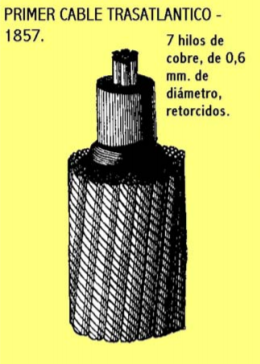 PRIMER CABLE TRASATLANTICO -
1857.
7 hilos de
cobre, de 0,6
mm. de
diámetro,
retorcidos.